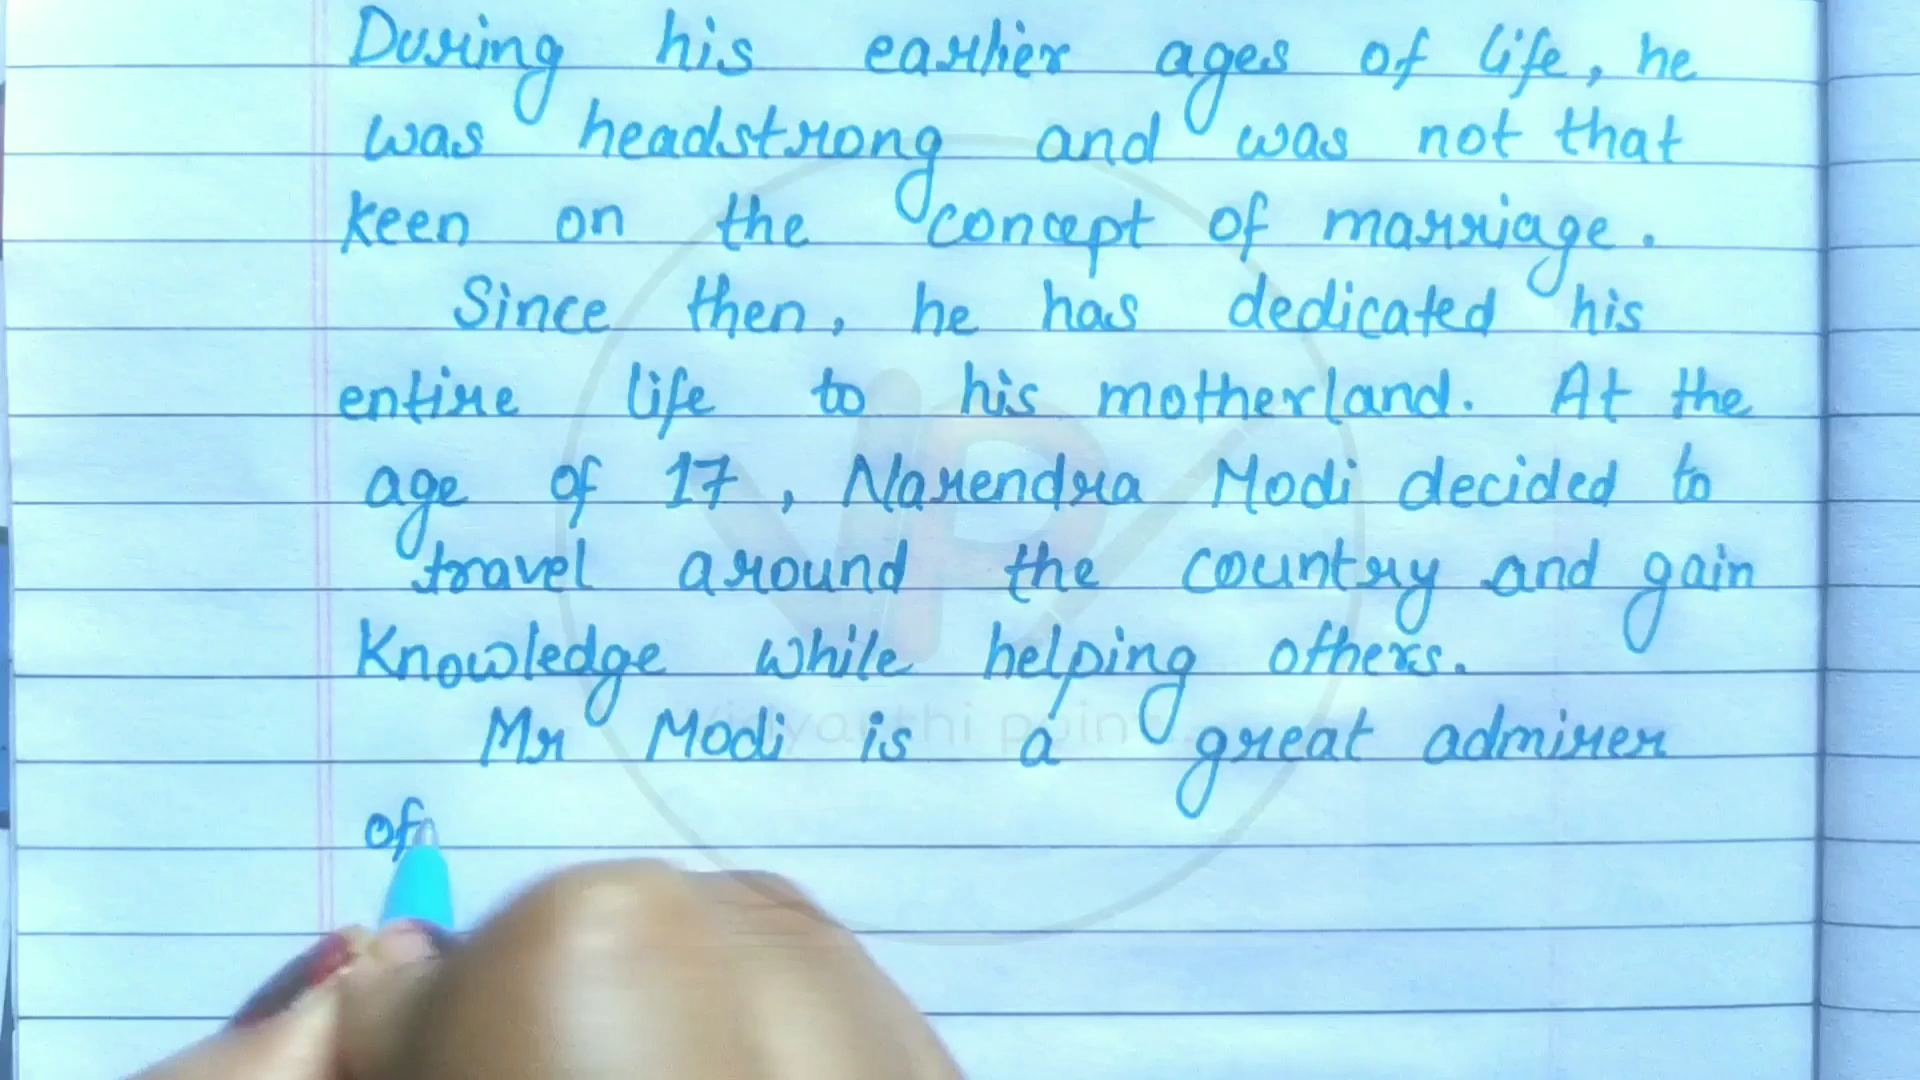 During his earlier ages of life, he
was headstrong and was not that
keen on the concept of marriage.
Since then, he has dedicated his
entire life to his motherland. At the
age of 17, Narendra Modi decided to
travel around the country and gain
Knowledge while helping others.
Mr Modi is a great admirer
of
Vidyarthi point